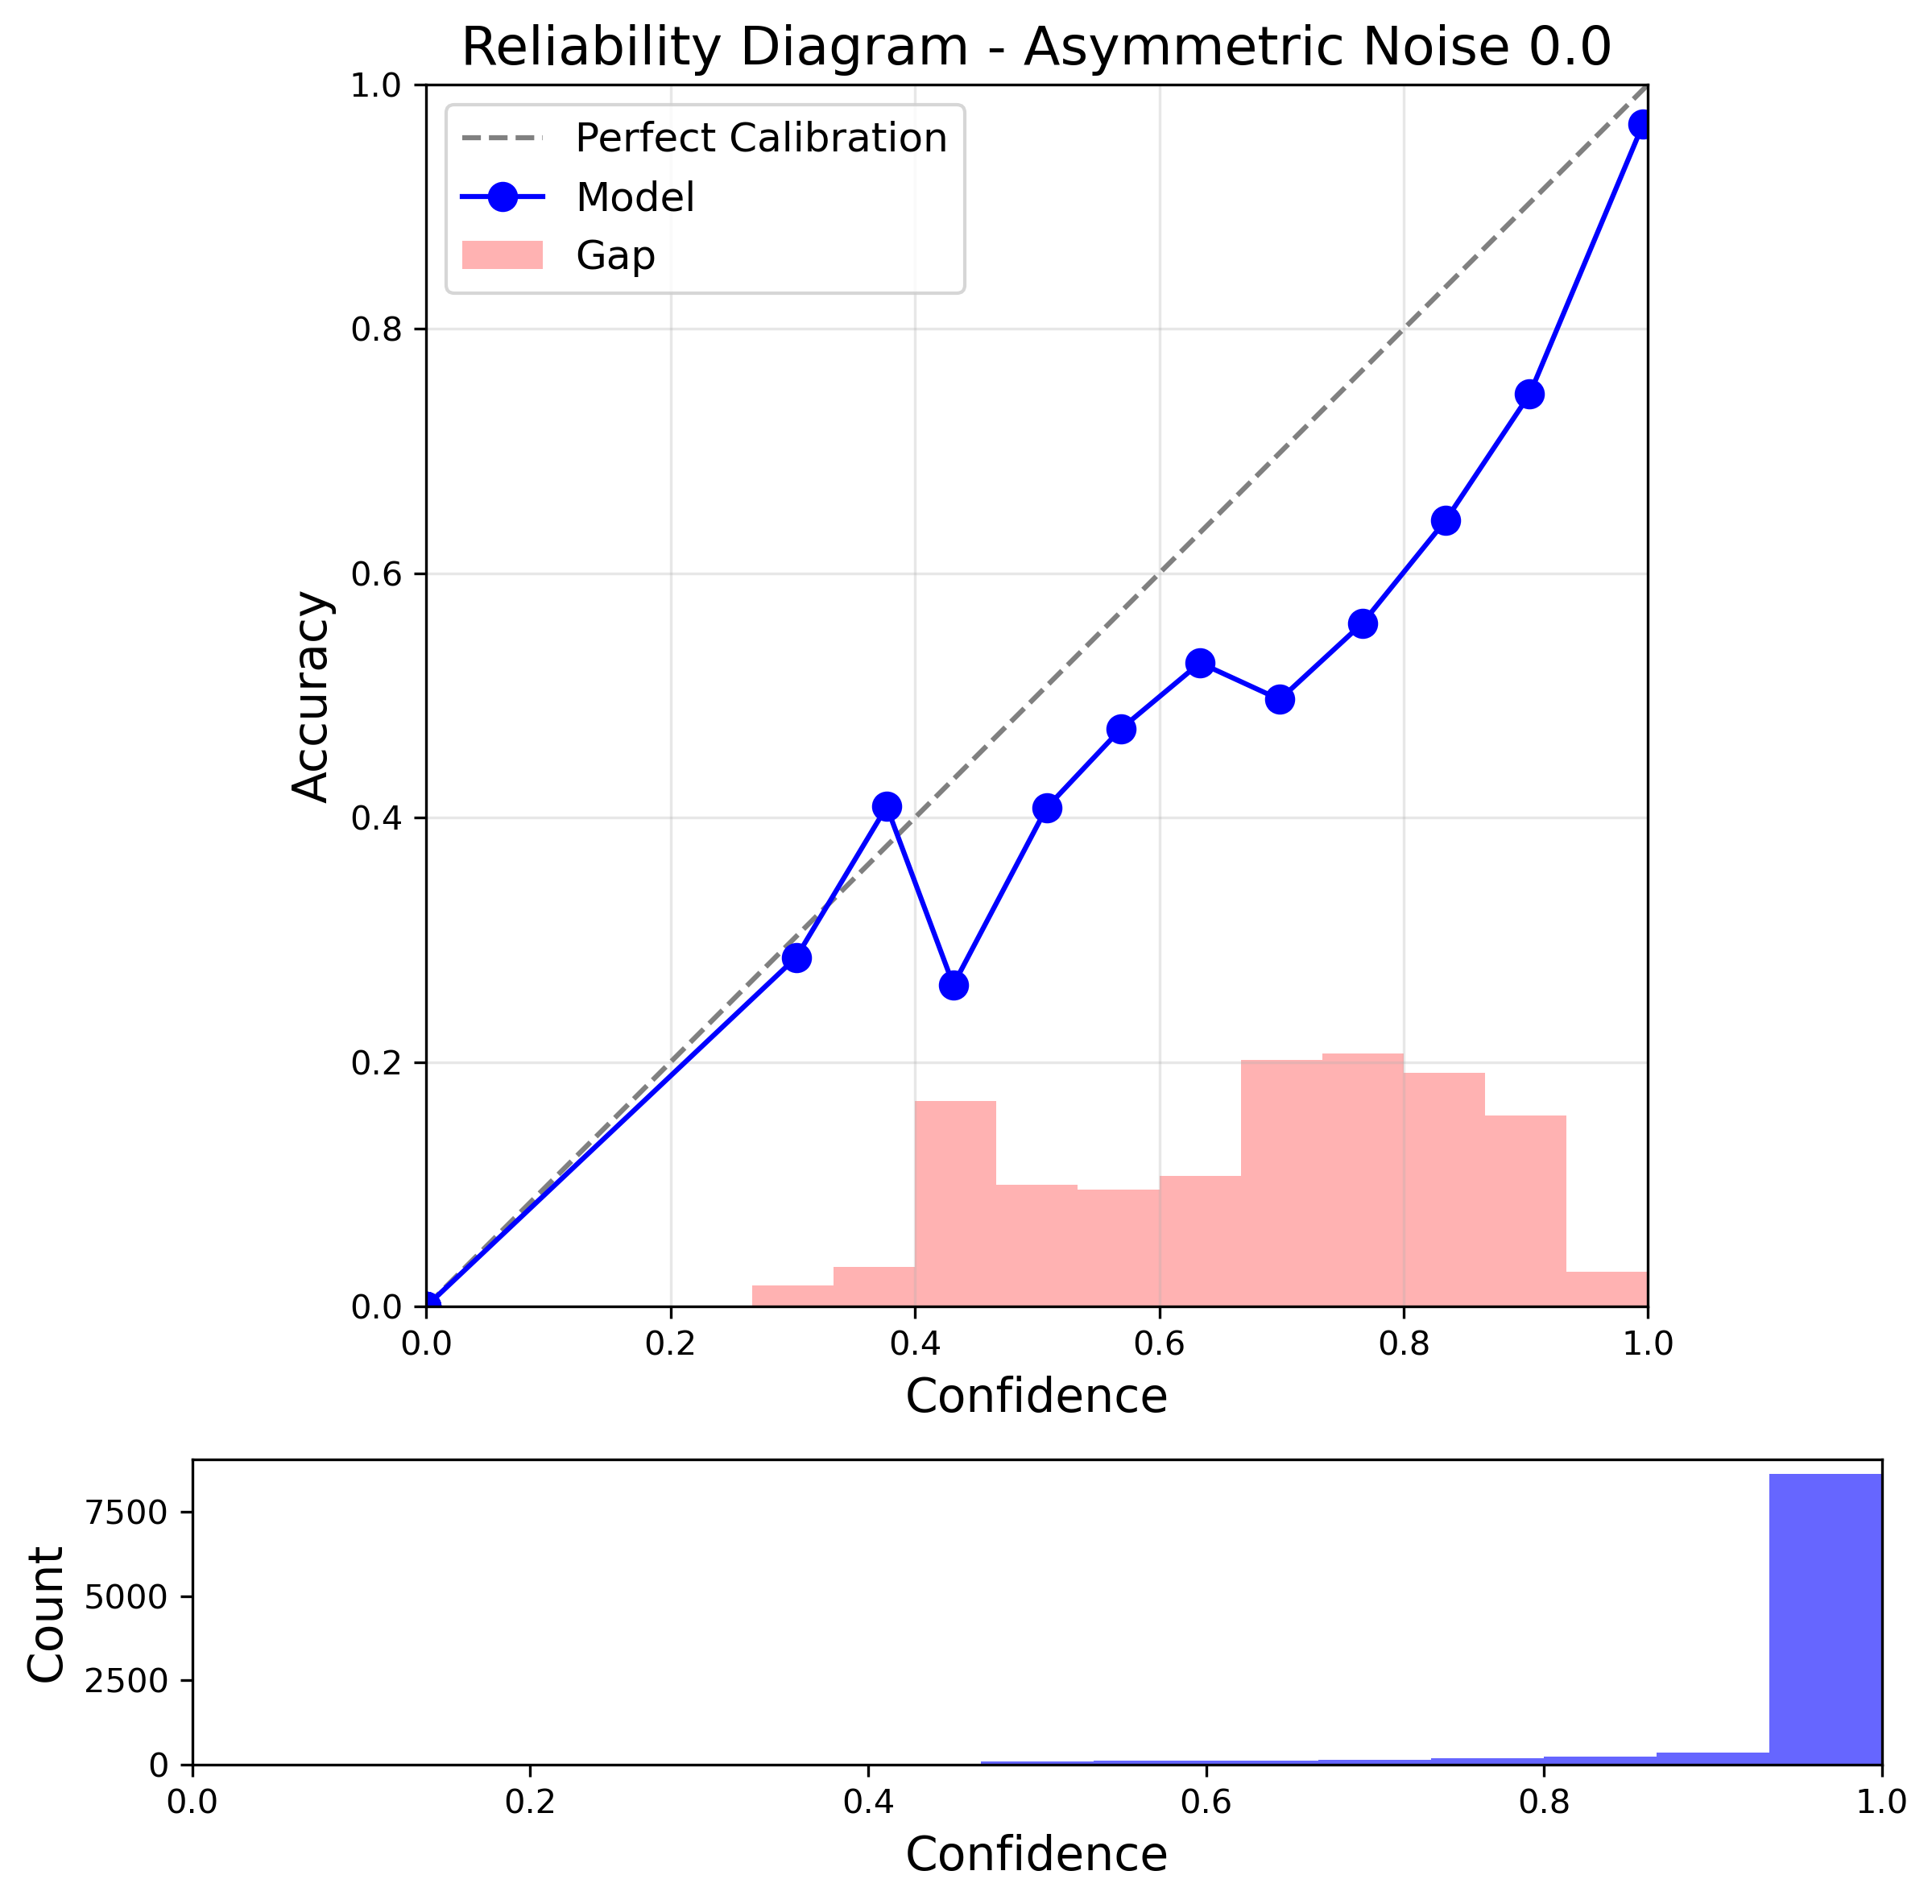 Reliability Diagram - Asymmetric Noise 0.0
1.0
0.8
0.6
0.4
0.2
0.0
Accuracy
Perfect Calibration
Model
Gap
0.0 0.2 0.4 0.6 0.8 1.0
Confidence
7500
5000
2500
0
Count
0.0 0.2 0.4 0.6 0.8 1.0
Confidence